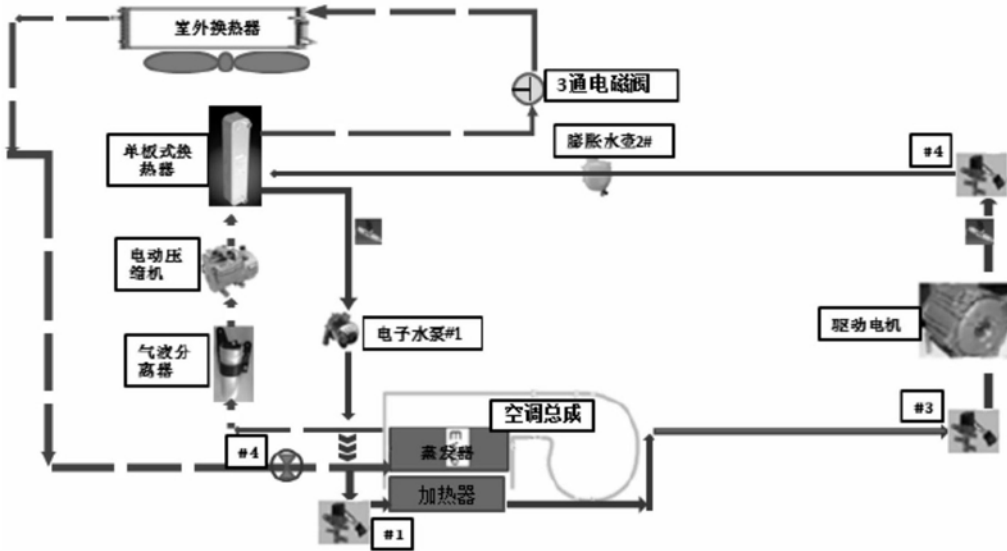 室外换热器
3通电磁阀
单板式换
热器
膨胀水壶2#
#4
电动压
缩机
气液分
离器
电子水泵#1
驱动电机
空调总成
#3
#4
蒸发器
加热器
#1